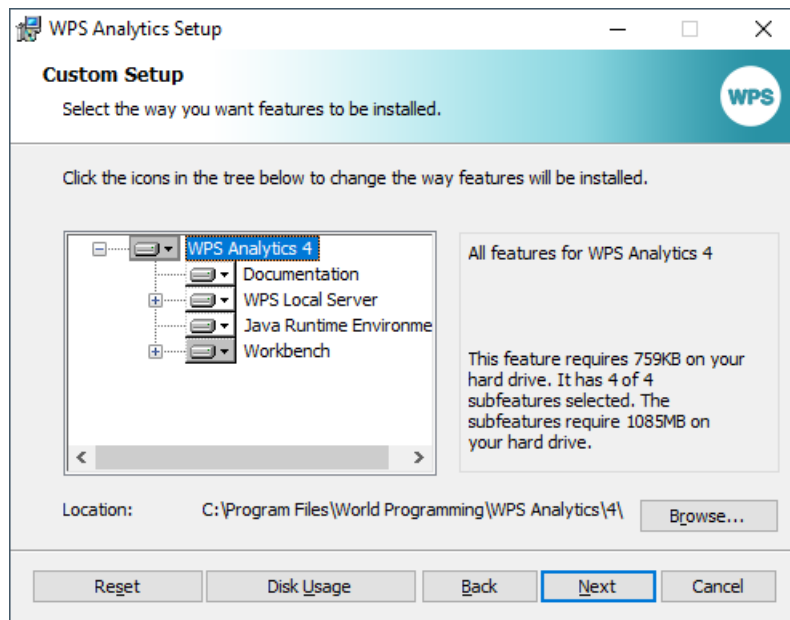 WPS Analytics Setup
Custom Setup
Select the way you want features to be installed.
WPS
Click the icons in the tree below to change the way features will be installed.
WPS Analytics 4
Documentation
WPS Local Server
Java Runtime Environme
Workbench
All features for WPS Analytics 4
This feature requires 759KB on your
hard drive. It has 4 of 4
subfeatures selected. The
subfeatures require 1085MB on
your hard drive.
Location: C:\Program Files\World Programming\WPS Analytics\4\ Browse...
Reset Disk Usage Back Next Cancel